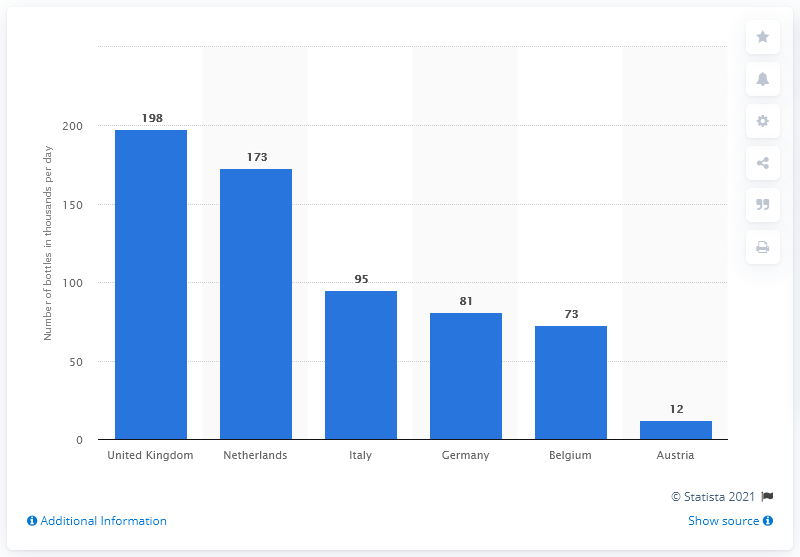 Number of bottles in thousands per day
200
150
100
50
0
198
173
95
81
73
12
United Kingdom
Netherlands
Italy
Germany
Belgium
Austria
© Statista 2021
Additional Information
Show source